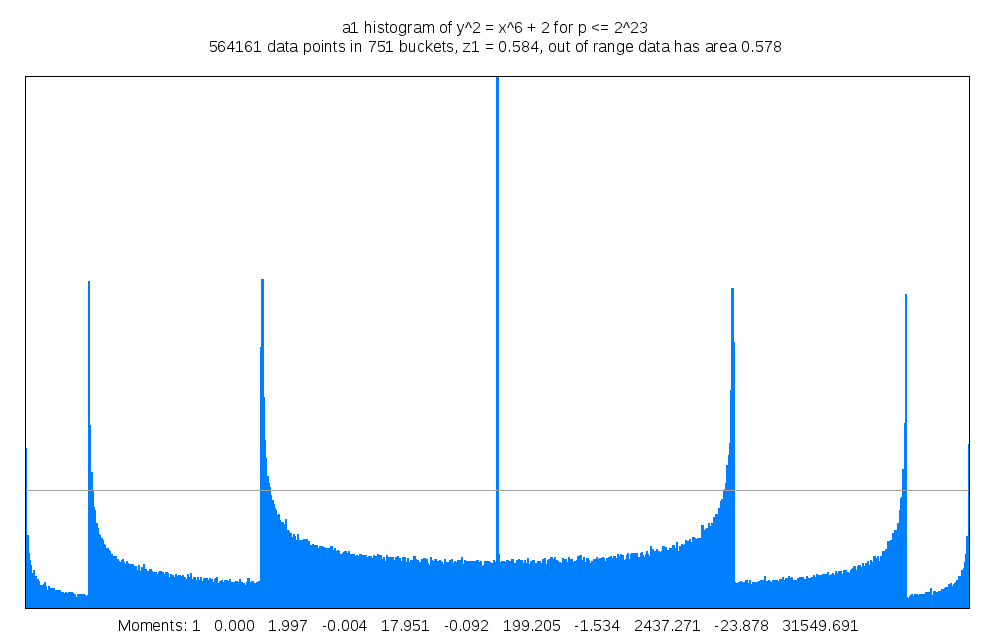 a1 histogram of y^2 = x^6 + 2 for p <= 2^23
564161 data points in 751 buckets, z1 = 0.584, out of range data has area 0.578
Moments: 1 0.000 1.997 -0.004 17.951 -0.092 199.205 -1.534 2437.271 -23.878 31549.691